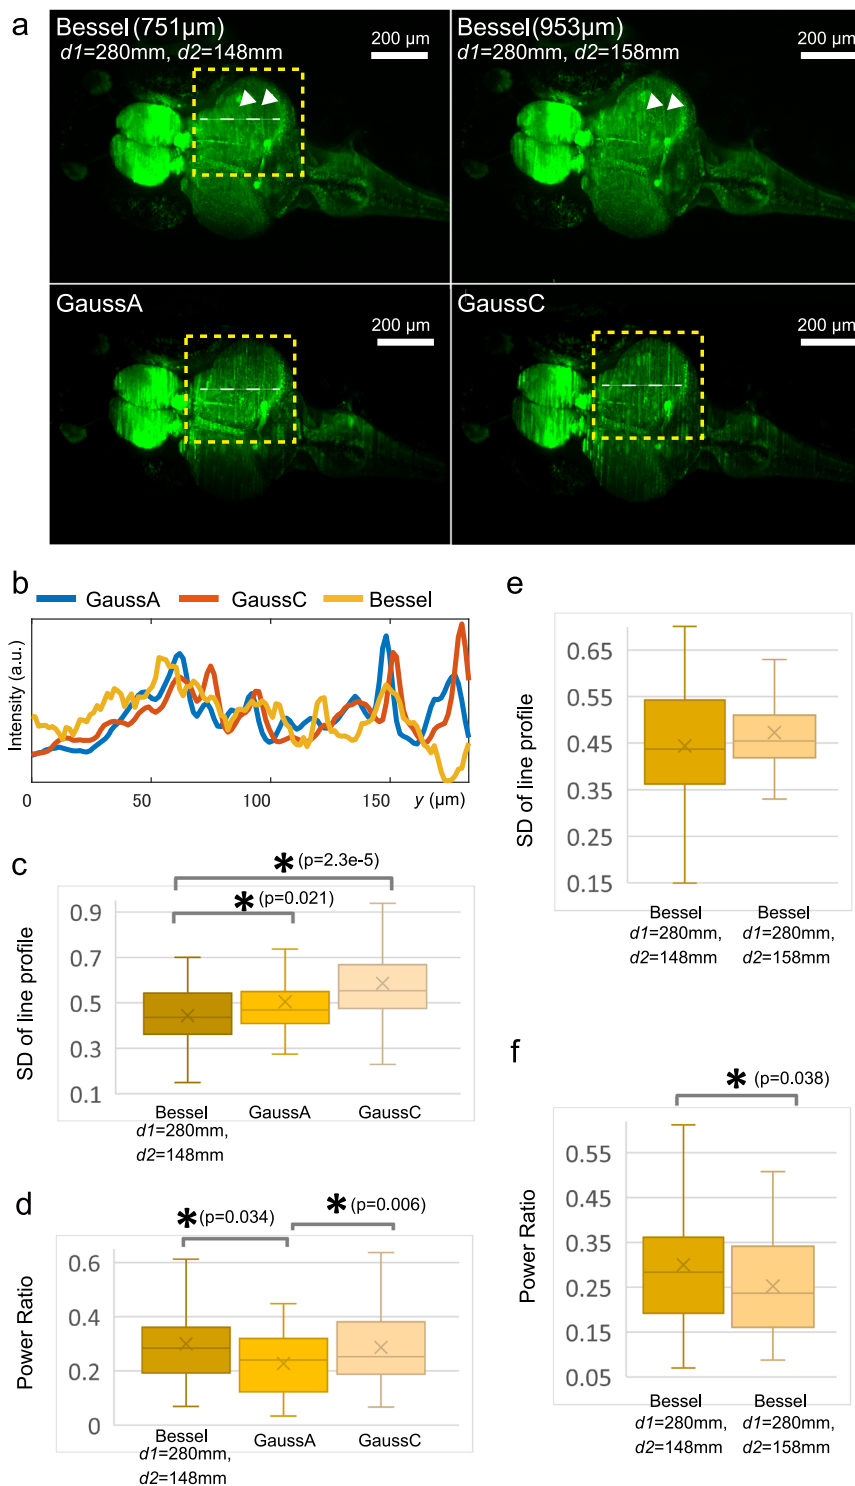 a
Bessel (751µm)
d1=280mm, d2=148mm
200 µm
Bessel (953µm)
d1=280mm, d2=158mm
200 µm
GaussA
200 µm
GaussC
200 µm
b
GaussA
GaussC
Bessel
Intensity (a.u.)
0
50
100
150
y (µm)
c
*(p=2.3e-5)
*(p=0.021)
SD of line profile
0.9
0.7
0.5
0.3
0.1
Bessel
d1=280mm,
d2=148mm
GaussA
GaussC
d
*(p=0.034)
*(p=0.006)
Power Ratio
0.6
0.4
0.2
0
Bessel
d1=280mm,
d2=148mm
GaussA
GaussC
e
SD of line profile
0.65
0.55
0.45
0.35
0.25
0.15
Bessel
d1=280mm,
d2=148mm
Bessel
d1=280mm,
d2=158mm
f
* (p=0.038)
Power Ratio
0.55
0.45
0.35
0.25
0.15
0.05
Bessel
d1=280mm,
d2=148mm
Bessel
d1=280mm,
d2=158mm